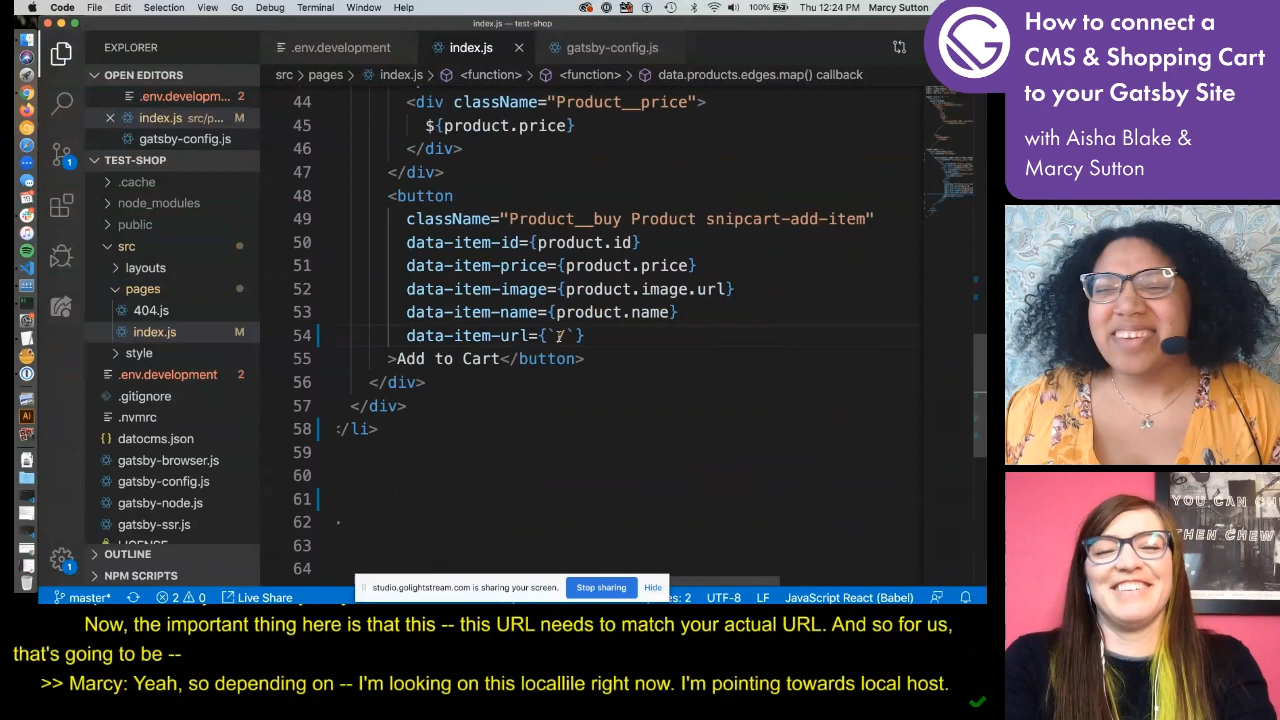 Code File Edit Selection View Go Debug Terminal Window Help 100% Thu 12:24 PM Marcy Sutton
index.js — test-shop
EXPLORER
.env.development
index.js
gatsby-config.js
OPEN EDITORS
.env.developm... 2
index.js src/p... M
gatsby-config.js
TEST-SHOP
.cache
node_modules
public
src
layouts
pages
404.js
index.js M
style
.env.development 2
.gitignore
.nvmrc
datocms.json
gatsby-browser.js
gatsby-config.js
gatsby-node.js
gatsby-ssr.js
OUTLINE
NPM SCRIPTS
1
1
src > pages > index.js > <function> > <function> > data.products.edges.map() callback
44 <div className="Product__price">
45 ${product.price}
46 </div>
47 </div>
48 <button
49 className="Product__buy Product snipcart-add-item"
50 data-item-id={product.id}
51 data-item-price={product.price}
52 data-item-image={product.image.url}
53 data-item-name={product.name}
54 data-item-url={`/`}
55 >Add to Cart</button>
56 </div>
57 </div>
58 /li>
59
60
61
62
63
64
studio.golightstream.com is sharing your screen. Stop sharing Hide
master* 2 0 Live Share es: 2 UTF-8 LF JavaScript React (Babel)
How to connect a
CMS & Shopping Cart
to your Gatsby Site
with Aisha Blake &
Marcy Sutton
YOU CAN
THEN CHEW
Now, the important thing here is that this -- this URL needs to match your actual URL. And so for us,
that's going to be --
>> Marcy: Yeah, so depending on -- I'm looking on this locallile right now. I'm pointing towards local host.